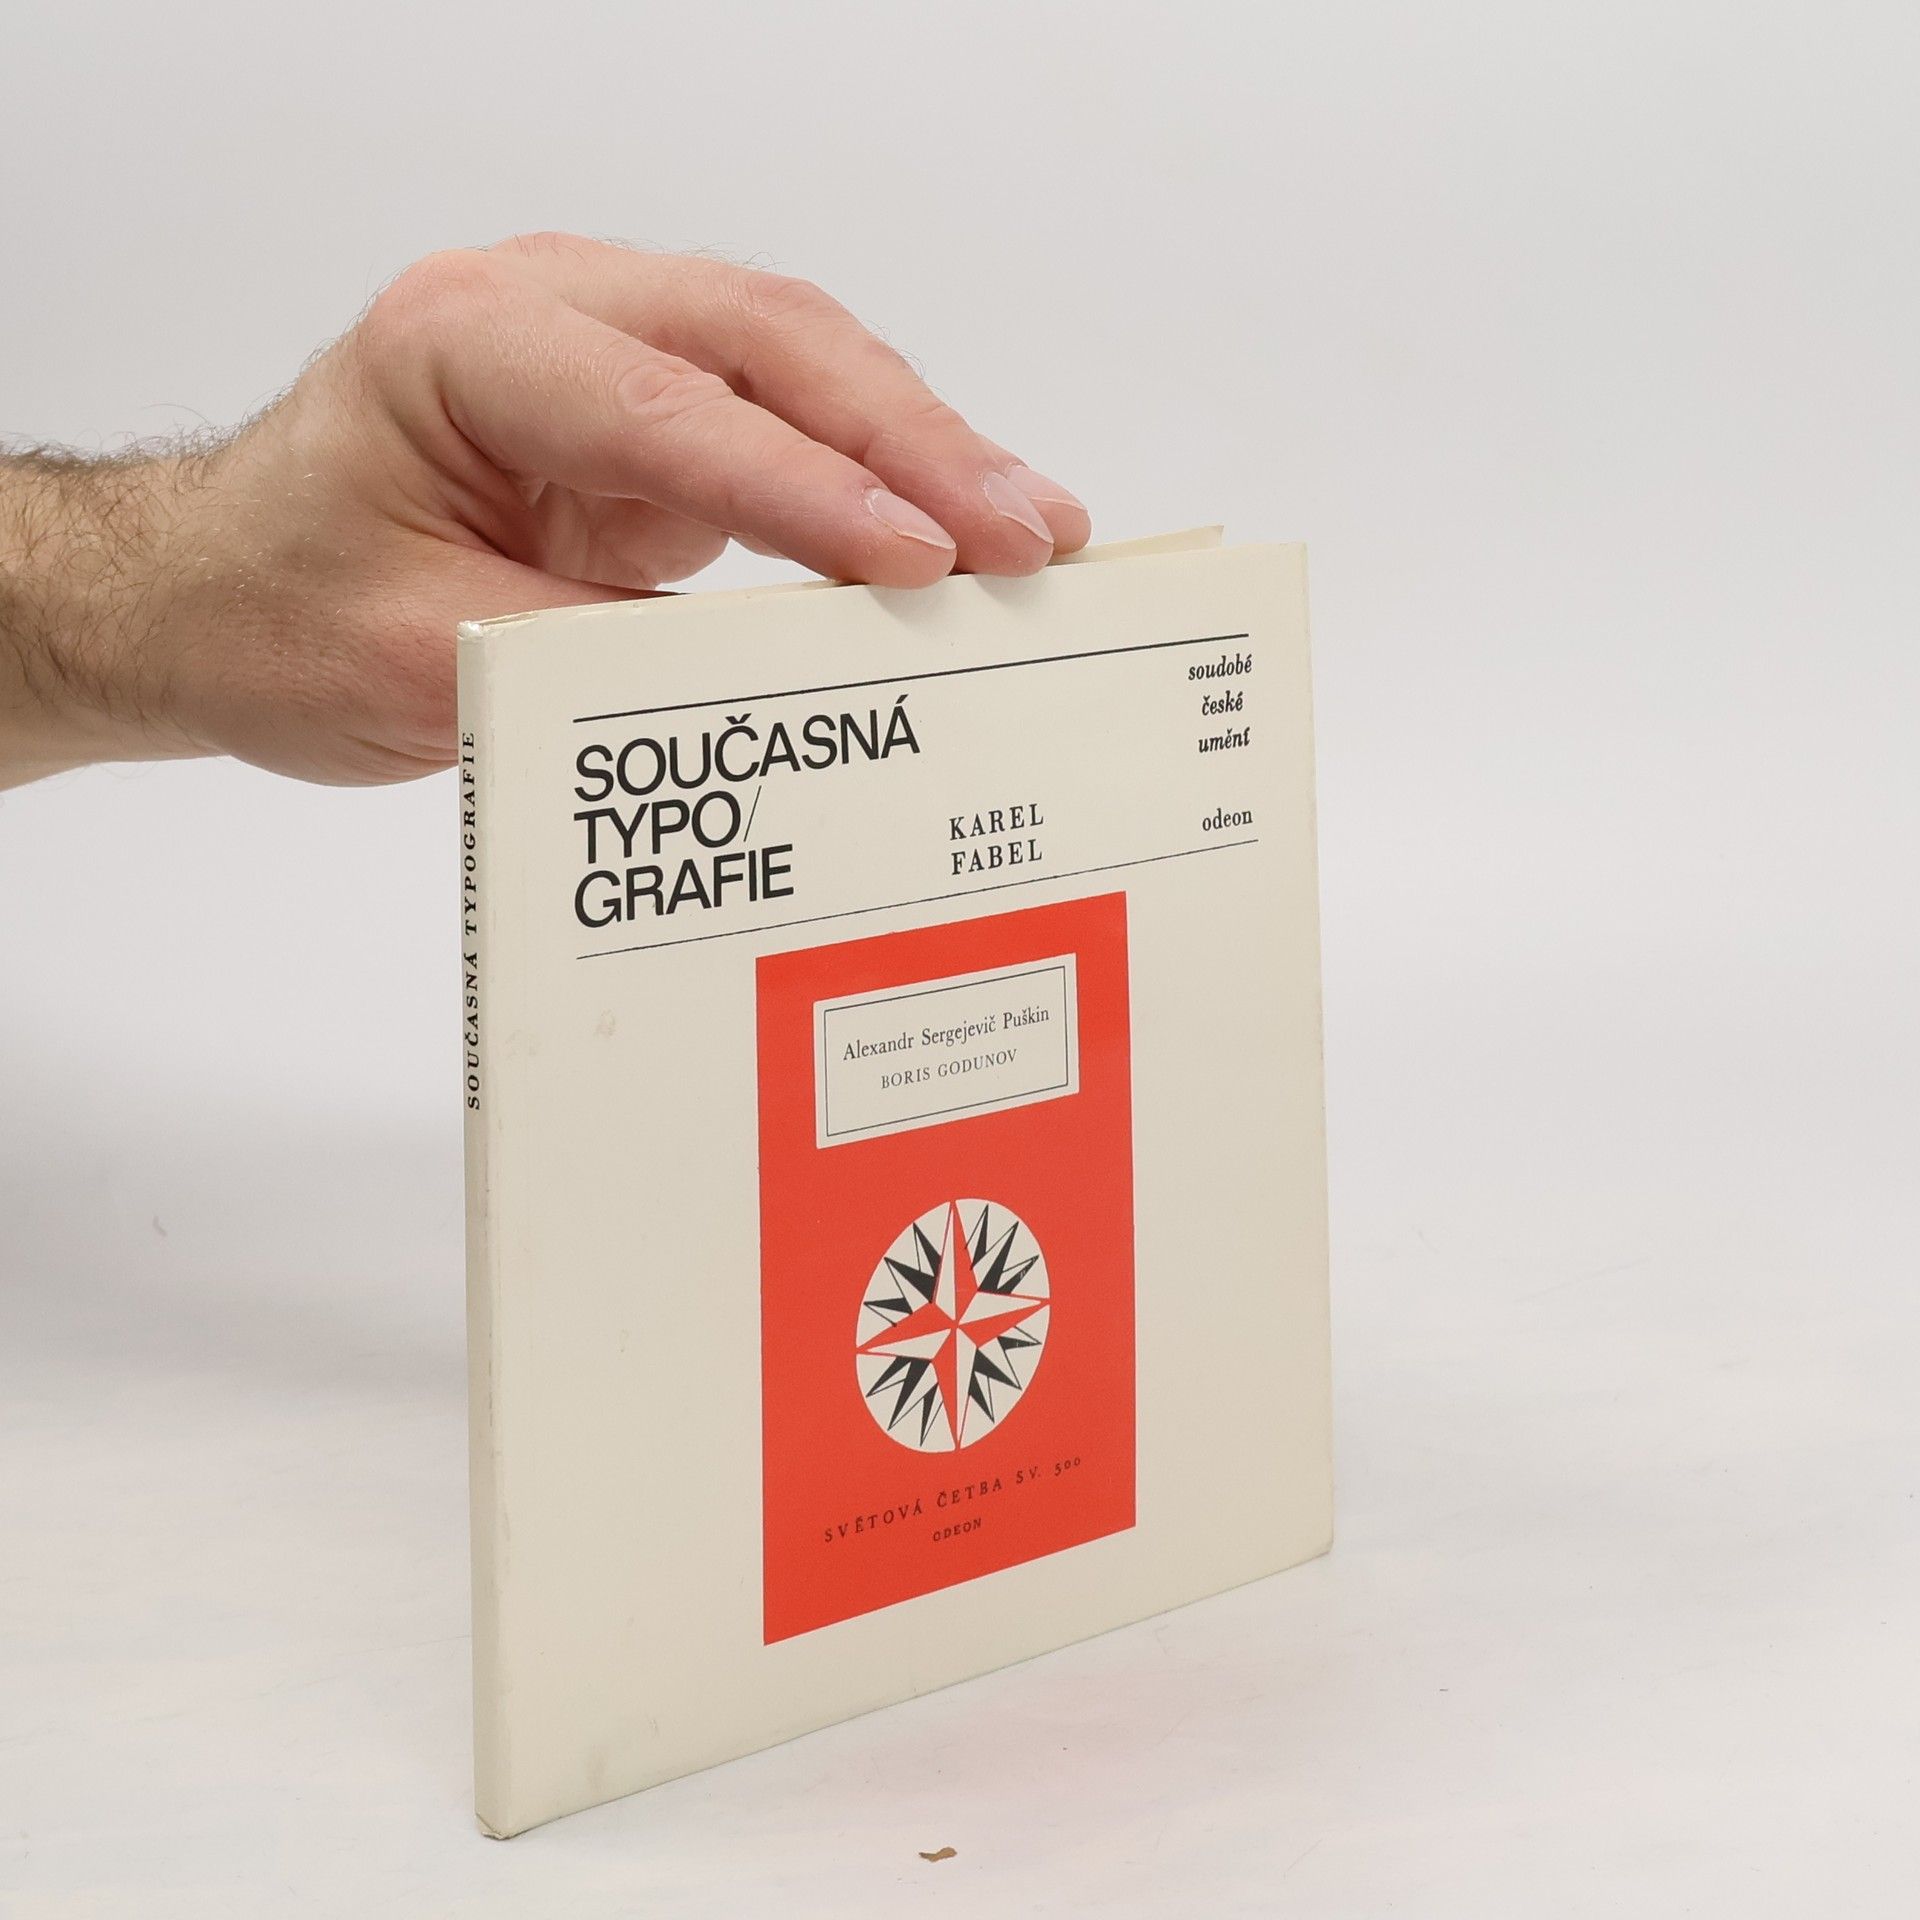 SOUČASNÁ TYPOGRAFIE
SOUČASNÁ
TYPO/
GRAFIE
KAREL
FABEL
soudobé
české
umění
odeon
Alexandr Sergejevič Puškin
BORIS GODUNOV
SVĚTOVÁ ČETBA SV. 500
ODEON